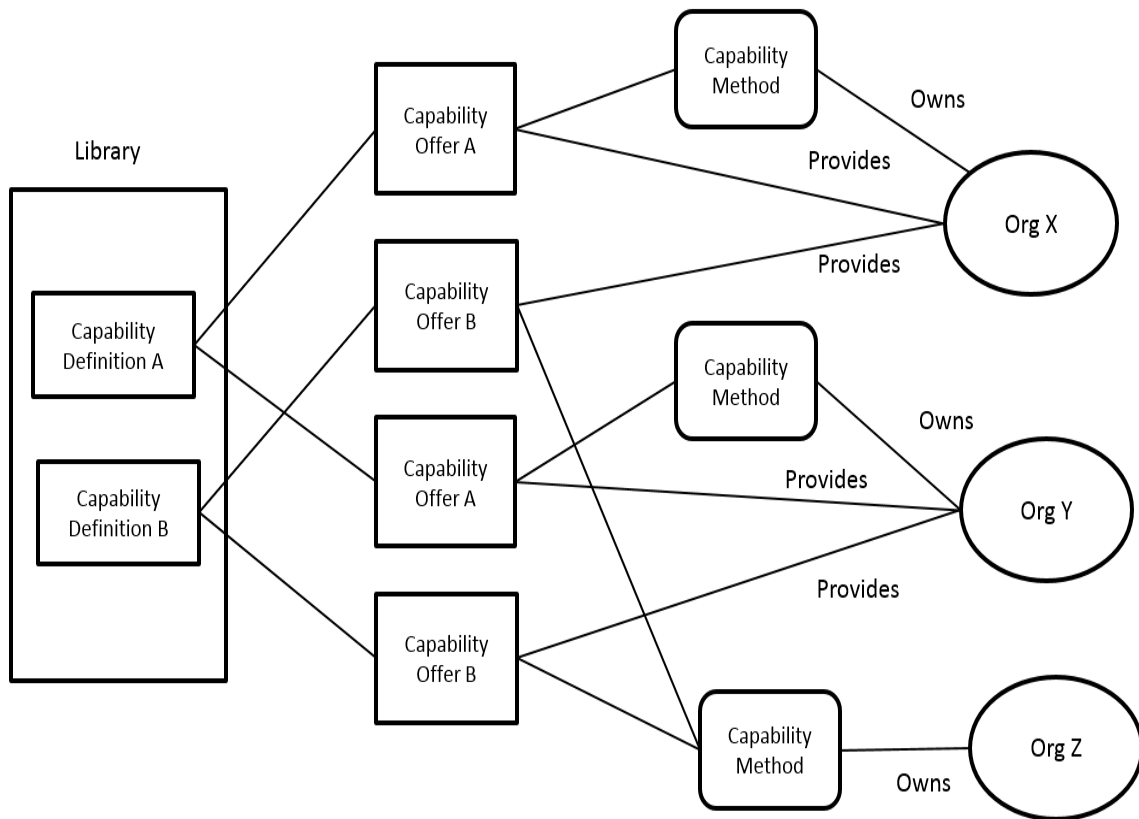 Library
Capability
Definition A
Capability
Definition B
Capability
Offer A
Capability
Offer B
Capability
Offer A
Capability
Offer B
Capability
Method
Owns
Provides
Org X
Provides
Capability
Method
Owns
Provides
Org Y
Provides
Capability
Method
Owns
Org Z